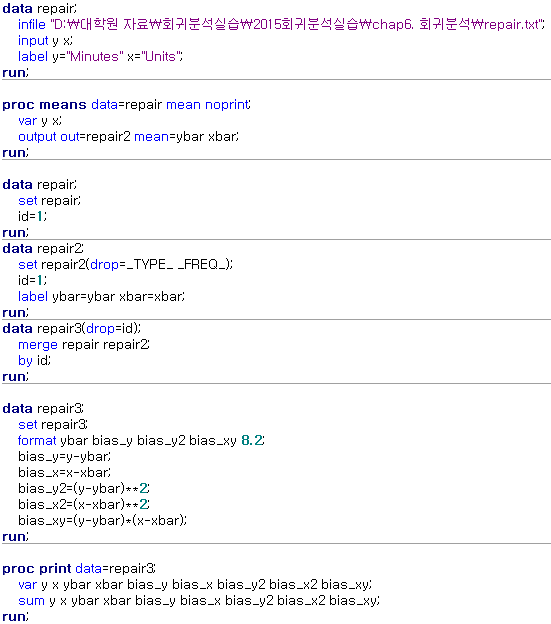 data repair;
infile "D:₩대학원 자료₩회귀분석실습₩2015회귀분석실습₩chap6. 회귀분석₩repair.txt";
input y x;
label y="Minutes" x="Units";
run;
proc means data=repair mean noprint;
var y x;
output out=repair2 mean=ybar xbar;
run;
data repair;
set repair;
id=1;
run;
data repair2;
set repair2(drop=_TYPE_ _FREQ_);
id=1;
label ybar=ybar xbar=xbar;
run;
data repair3(drop=id);
merge repair repair2;
by id;
run;
data repair3;
set repair3;
format ybar bias_y bias_y2 bias_xy 8.2;
bias_y=y-ybar;
bias_x=x-xbar;
bias_y2=(y-ybar)**2;
bias_x2=(x-xbar)**2;
bias_xy=(y-ybar)*(x-xbar);
run;
proc print data=repair3;
var y x ybar xbar bias_y bias_x bias_y2 bias_x2 bias_xy;
sum y x ybar xbar bias_y bias_x bias_y2 bias_x2 bias_xy;
run;